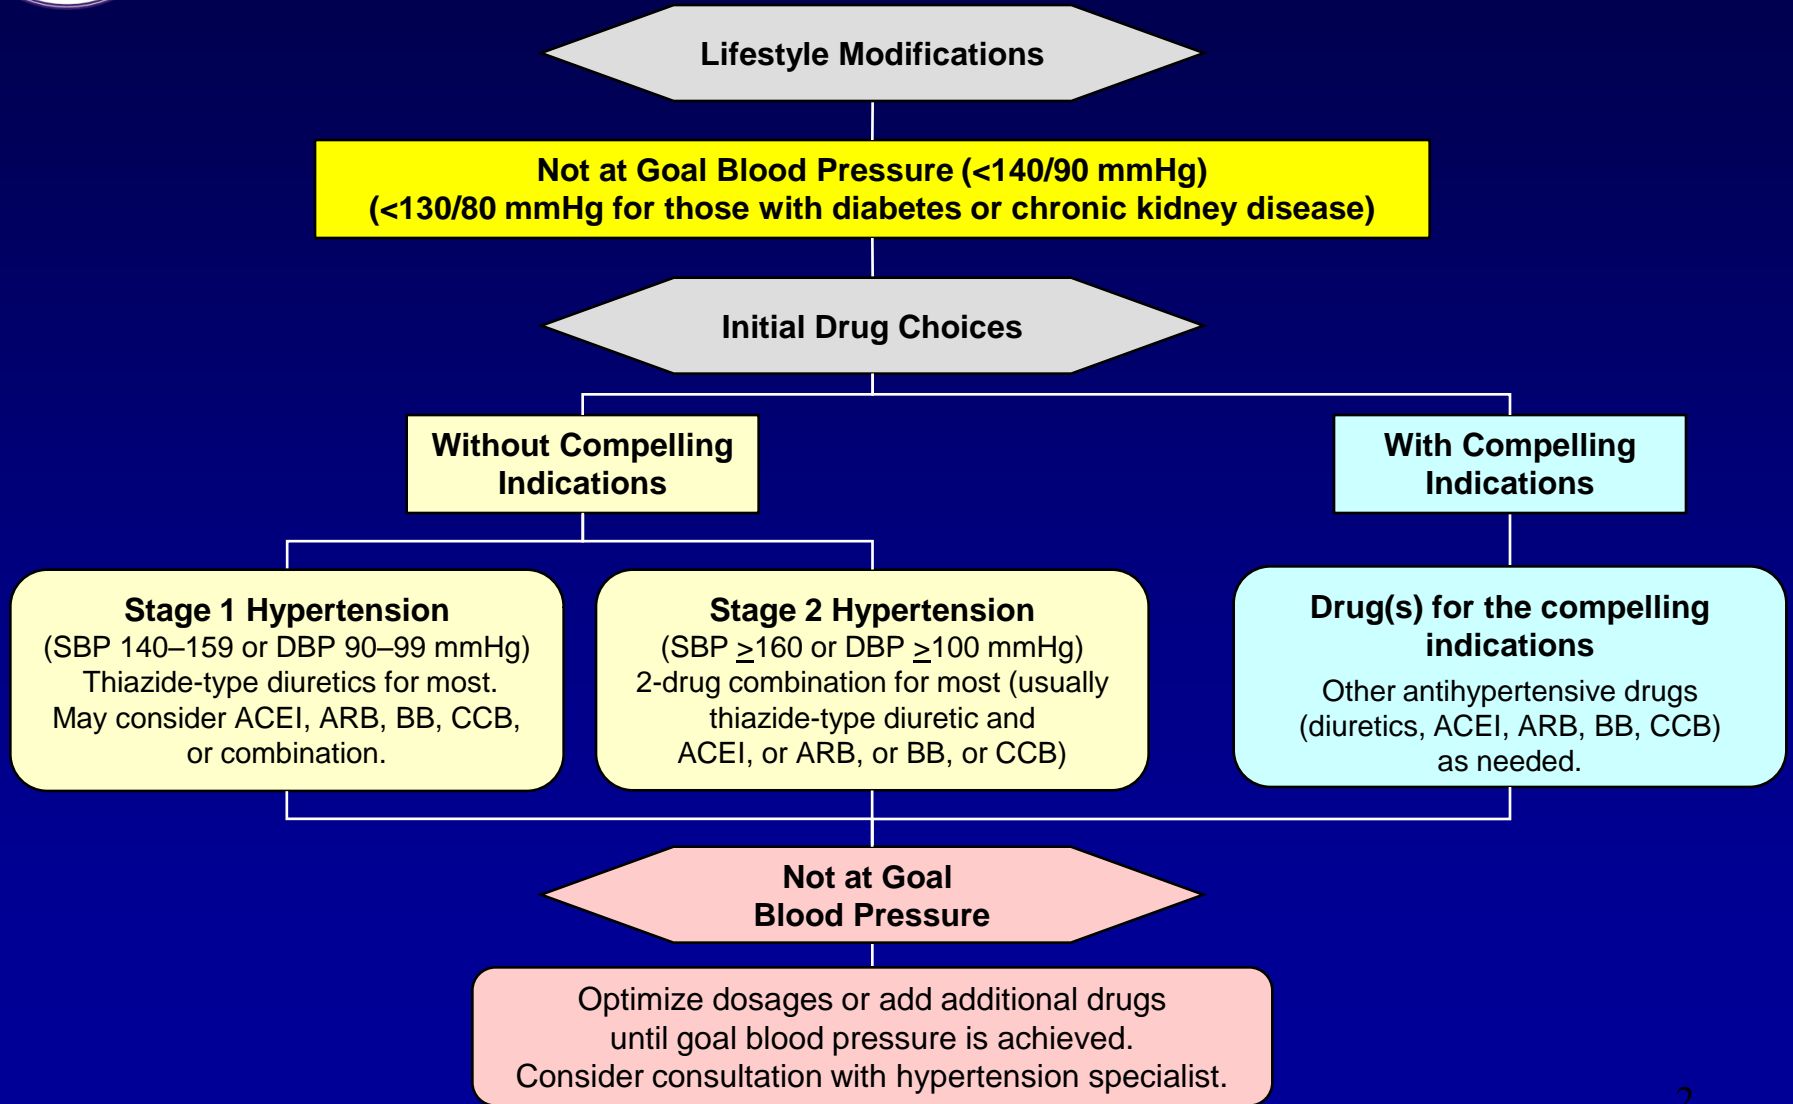 Lifestyle Modifications
Not at Goal Blood Pressure (<140/90 mmHg)
(<130/80 mmHg for those with diabetes or chronic kidney disease)
Initial Drug Choices
Without Compelling
Indications
With Compelling
Indications
Stage 1 Hypertension
(SBP 140–159 or DBP 90–99 mmHg)
Thiazide-type diuretics for most.
May consider ACEI, ARB, BB, CCB,
or combination.
Stage 2 Hypertension
(SBP ≥160 or DBP ≥100 mmHg)
2-drug combination for most (usually
thiazide-type diuretic and
ACEI, or ARB, or BB, or CCB)
Drug(s) for the compelling
indications
Other antihypertensive drugs
(diuretics, ACEI, ARB, BB, CCB)
as needed.
Not at Goal
Blood Pressure
Optimize dosages or add additional drugs
until goal blood pressure is achieved.
Consider consultation with hypertension specialist.
2